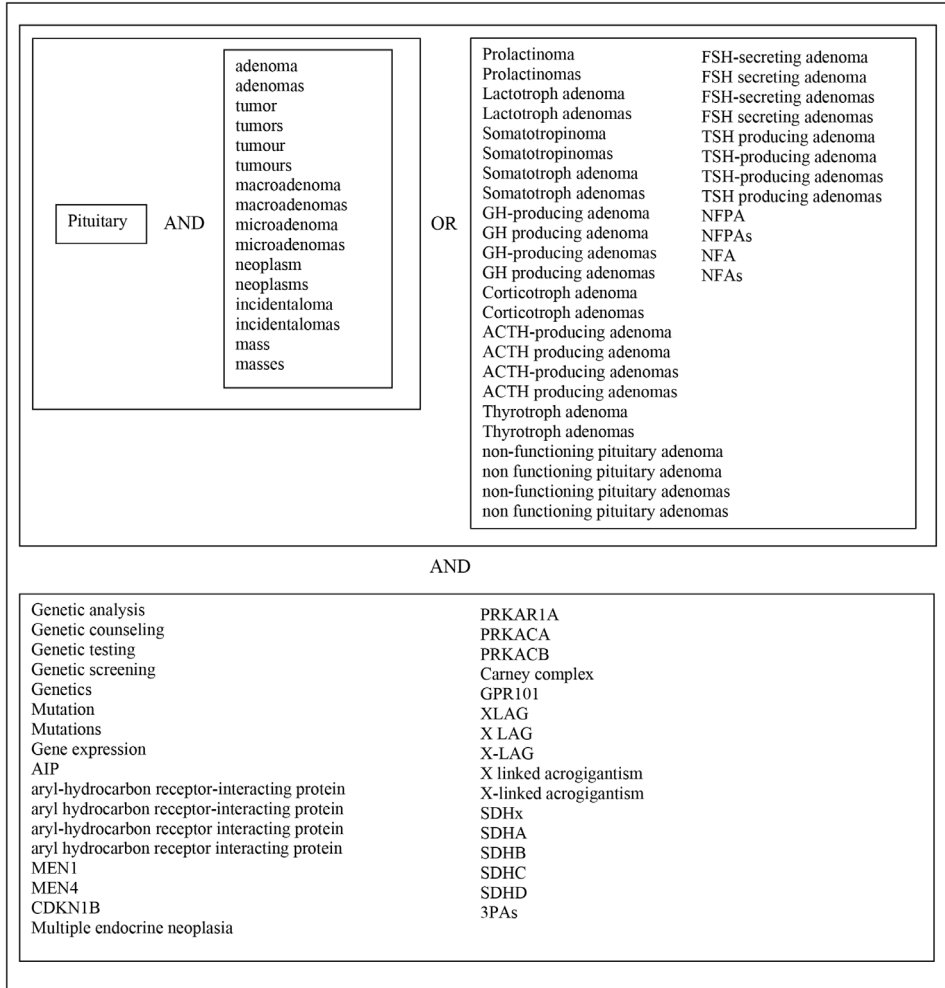 Pituitary
AND
adenoma
adenomas
tumor
tumors
tumour
tumours
macroadenoma
macroadenomas
microadenoma
microadenomas
neoplasm
neoplasms
incidentaloma
incidentalomas
mass
masses
OR
Prolactinoma
Prolactinomas
Lactotroph adenoma
Lactotroph adenomas
Somatotropinoma
Somatotropinomas
Somatotroph adenoma
Somatotroph adenomas
GH-producing adenoma
GH producing adenoma
GH-producing adenomas
GH producing adenomas
Corticotroph adenoma
Corticotroph adenomas
ACTH-producing adenoma
ACTH producing adenoma
ACTH-producing adenomas
ACTH producing adenomas
Thyrotroph adenoma
Thyrotroph adenomas
non-functioning pituitary adenoma
non functioning pituitary adenoma
non-functioning pituitary adenomas
non functioning pituitary adenomas
FSH-secreting adenoma
FSH secreting adenoma
FSH-secreting adenomas
FSH secreting adenomas
TSH producing adenoma
TSH-producing adenoma
TSH-producing adenomas
TSH producing adenomas
NFPA
NFPAs
NFA
NFAs
AND
Genetic analysis
Genetic counseling
Genetic testing
Genetic screening
Genetics
Mutation
Mutations
Gene expression
AIP
aryl-hydrocarbon receptor-interacting protein
aryl hydrocarbon receptor-interacting protein
aryl-hydrocarbon receptor interacting protein
aryl hydrocarbon receptor interacting protein
MEN1
MEN4
CDKN1B
Multiple endocrine neoplasia
PRKAR1A
PRKACA
PRKACB
Carney complex
GPR101
XLAG
X LAG
X-LAG
X linked acrogigantism
X-linked acrogigantism
SDHx
SDHA
SDHB
SDHC
SDHD
3PAs